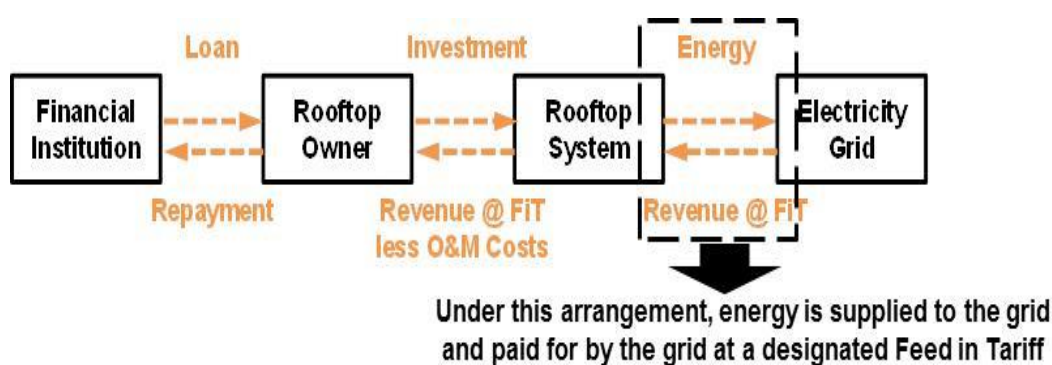 Loan
Investment
Energy
Financial
Institution
Rooftop
Owner
Rooftop
System
Electricity
Grid
Repayment
Revenue @ FiT
less O&M Costs
Revenue @ FiT
Under this arrangement, energy is supplied to the grid
and paid for by the grid at a designated Feed in Tariff